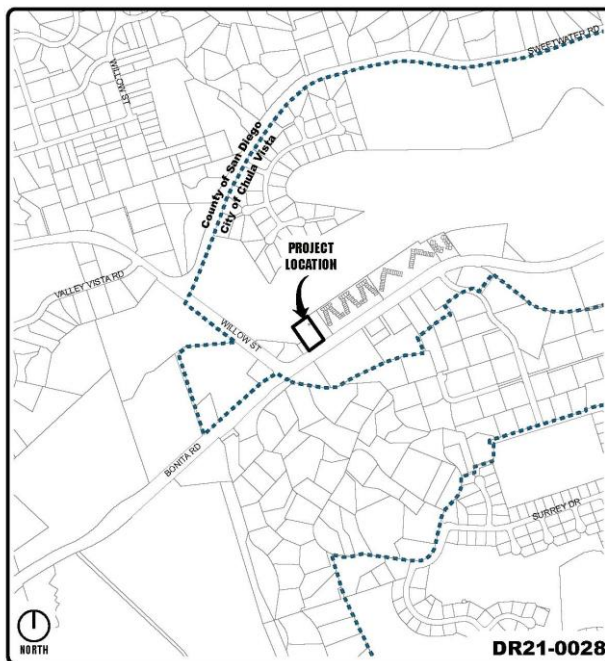 SWEETWATER RD
WILLOW ST
County of San Diego
City of Chula Vista
PROJECT
LOCATION
VALLEY VISTA RD
WILLOW ST
BONITA RD
SURREY DR
NORTH
DR21-0028